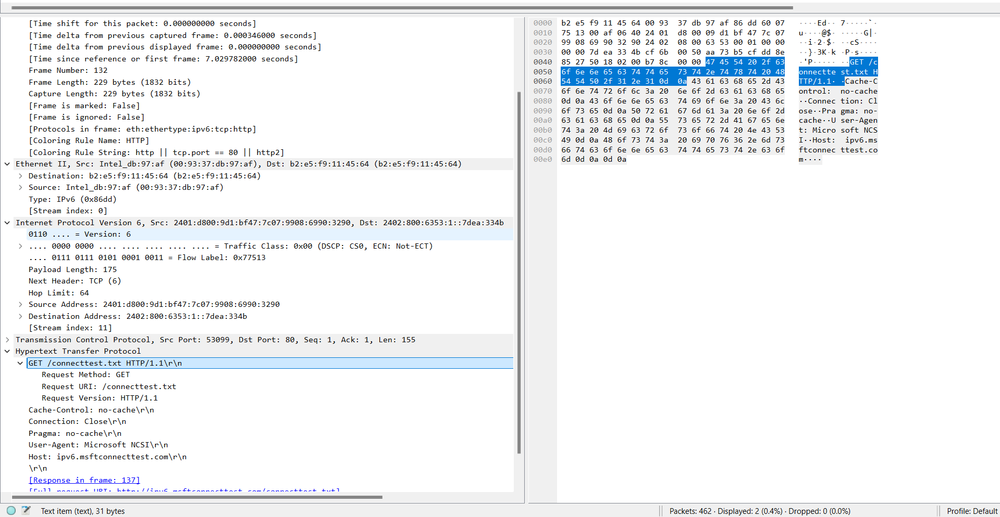 [Time shift for this packet: 0.000000000 seconds]
[Time delta from previous captured frame: 0.000346000 seconds]
[Time delta from previous displayed frame: 0.000000000 seconds]
[Time since reference or first frame: 7.029782000 seconds]
Frame Number: 132
Frame Length: 229 bytes (1832 bits)
Capture Length: 229 bytes (1832 bits)
[Frame is marked: False]
[Frame is ignored: False]
[Protocols in frame: eth:ethertype:ipv6:tcp:http]
[Coloring Rule Name: HTTP]
[Coloring Rule String: http || tcp.port == 80 || http2]
Ethernet II, Src: Intel_db:97:af (00:93:37:db:97:af), Dst: b2:e5:f9:11:45:64 (b2:e5:f9:11:45:64)
Destination: b2:e5:f9:11:45:64 (b2:e5:f9:11:45:64)
Source: Intel_db:97:af (00:93:37:db:97:af)
Type: IPv6 (0x86dd)
[Stream index: 0]
Internet Protocol Version 6, Src: 2401:d800:9d1:bf47:7c07:9908:6990:3290, Dst: 2402:800:6353:1::7dea:334b
0110 .... = Version: 6
.... 0000 0000 .... .... .... .... .... = Traffic Class: 0x00 (DSCP: CS0, ECN: Not-ECT)
.... 0111 0111 0101 0001 0011 = Flow Label: 0x77513
Payload Length: 175
Next Header: TCP (6)
Hop Limit: 64
Source Address: 2401:d800:9d1:bf47:7c07:9908:6990:3290
Destination Address: 2402:800:6353:1::7dea:334b
[Stream index: 11]
Transmission Control Protocol, Src Port: 53099, Dst Port: 80, Seq: 1, Ack: 1, Len: 155
Hypertext Transfer Protocol
GET /connecttest.txt HTTP/1.1\r\n
Request Method: GET
Request URI: /connecttest.txt
Request Version: HTTP/1.1
Cache-Control: no-cache\r\n
Connection: Close\r\n
Pragma: no-cache\r\n
User-Agent: Microsoft NCSI\r\n
Host: ipv6.msftconnecttest.com\r\n
\r\n
[Response in frame: 137]
[Full request URI: http://ipv6.msftconnecttest.com/connecttest.txt]
0000 b2 e5 f9 11 45 64 00 93 37 db 97 af 86 dd 60 07 ····Ed·· 7·····`·
0010 75 13 00 af 06 40 24 01 d8 00 09 d1 bf 47 7c 07 u····@$· ·····G|·
0020 99 08 69 90 32 90 24 02 08 00 63 53 00 01 00 00 ··i·2·$· ··cS····
0030 00 00 7d ea 33 4b cf 6b 00 50 aa 73 b5 cf dd 8e ··}·3K·k ·P·s····
0040 85 27 50 18 02 00 b7 8c 00 00 47 45 54 20 2f 63 ·'P····· ··GET /c
0050 6f 6e 6e 65 63 74 74 65 73 74 2e 74 78 74 20 48 onnectte st.txt H
0060 54 54 50 2f 31 2e 31 0d 0a 43 61 63 68 65 2d 43 TTP/1.1· ·Cache-C
0070 6f 6e 74 72 6f 6c 3a 20 6e 6f 2d 63 61 63 68 65 ontrol: no-cache
0080 0d 0a 43 6f 6e 6e 65 63 74 69 6f 6e 3a 20 43 6c ··Connec tion: Cl
0090 6f 73 65 0d 0a 50 72 61 67 6d 61 3a 20 6e 6f 2d ose··Pra gma: no-
00a0 63 61 63 68 65 0d 0a 55 73 65 72 2d 41 67 65 6e cache··U ser-Agen
00b0 74 3a 20 4d 69 63 72 6f 73 6f 66 74 20 4e 43 53 t: Micro soft NCS
00c0 49 0d 0a 48 6f 73 74 3a 20 69 70 76 36 2e 6d 73 I··Host: ipv6.ms
00d0 66 74 63 6f 6e 6e 65 63 74 74 65 73 74 2e 63 6f ftconnec ttest.co
00e0 6d 0d 0a 0d 0a m····
Text item (text), 31 bytes
Packets: 462 · Displayed: 2 (0.4%) · Dropped: 0 (0.0%)
Profile: Default